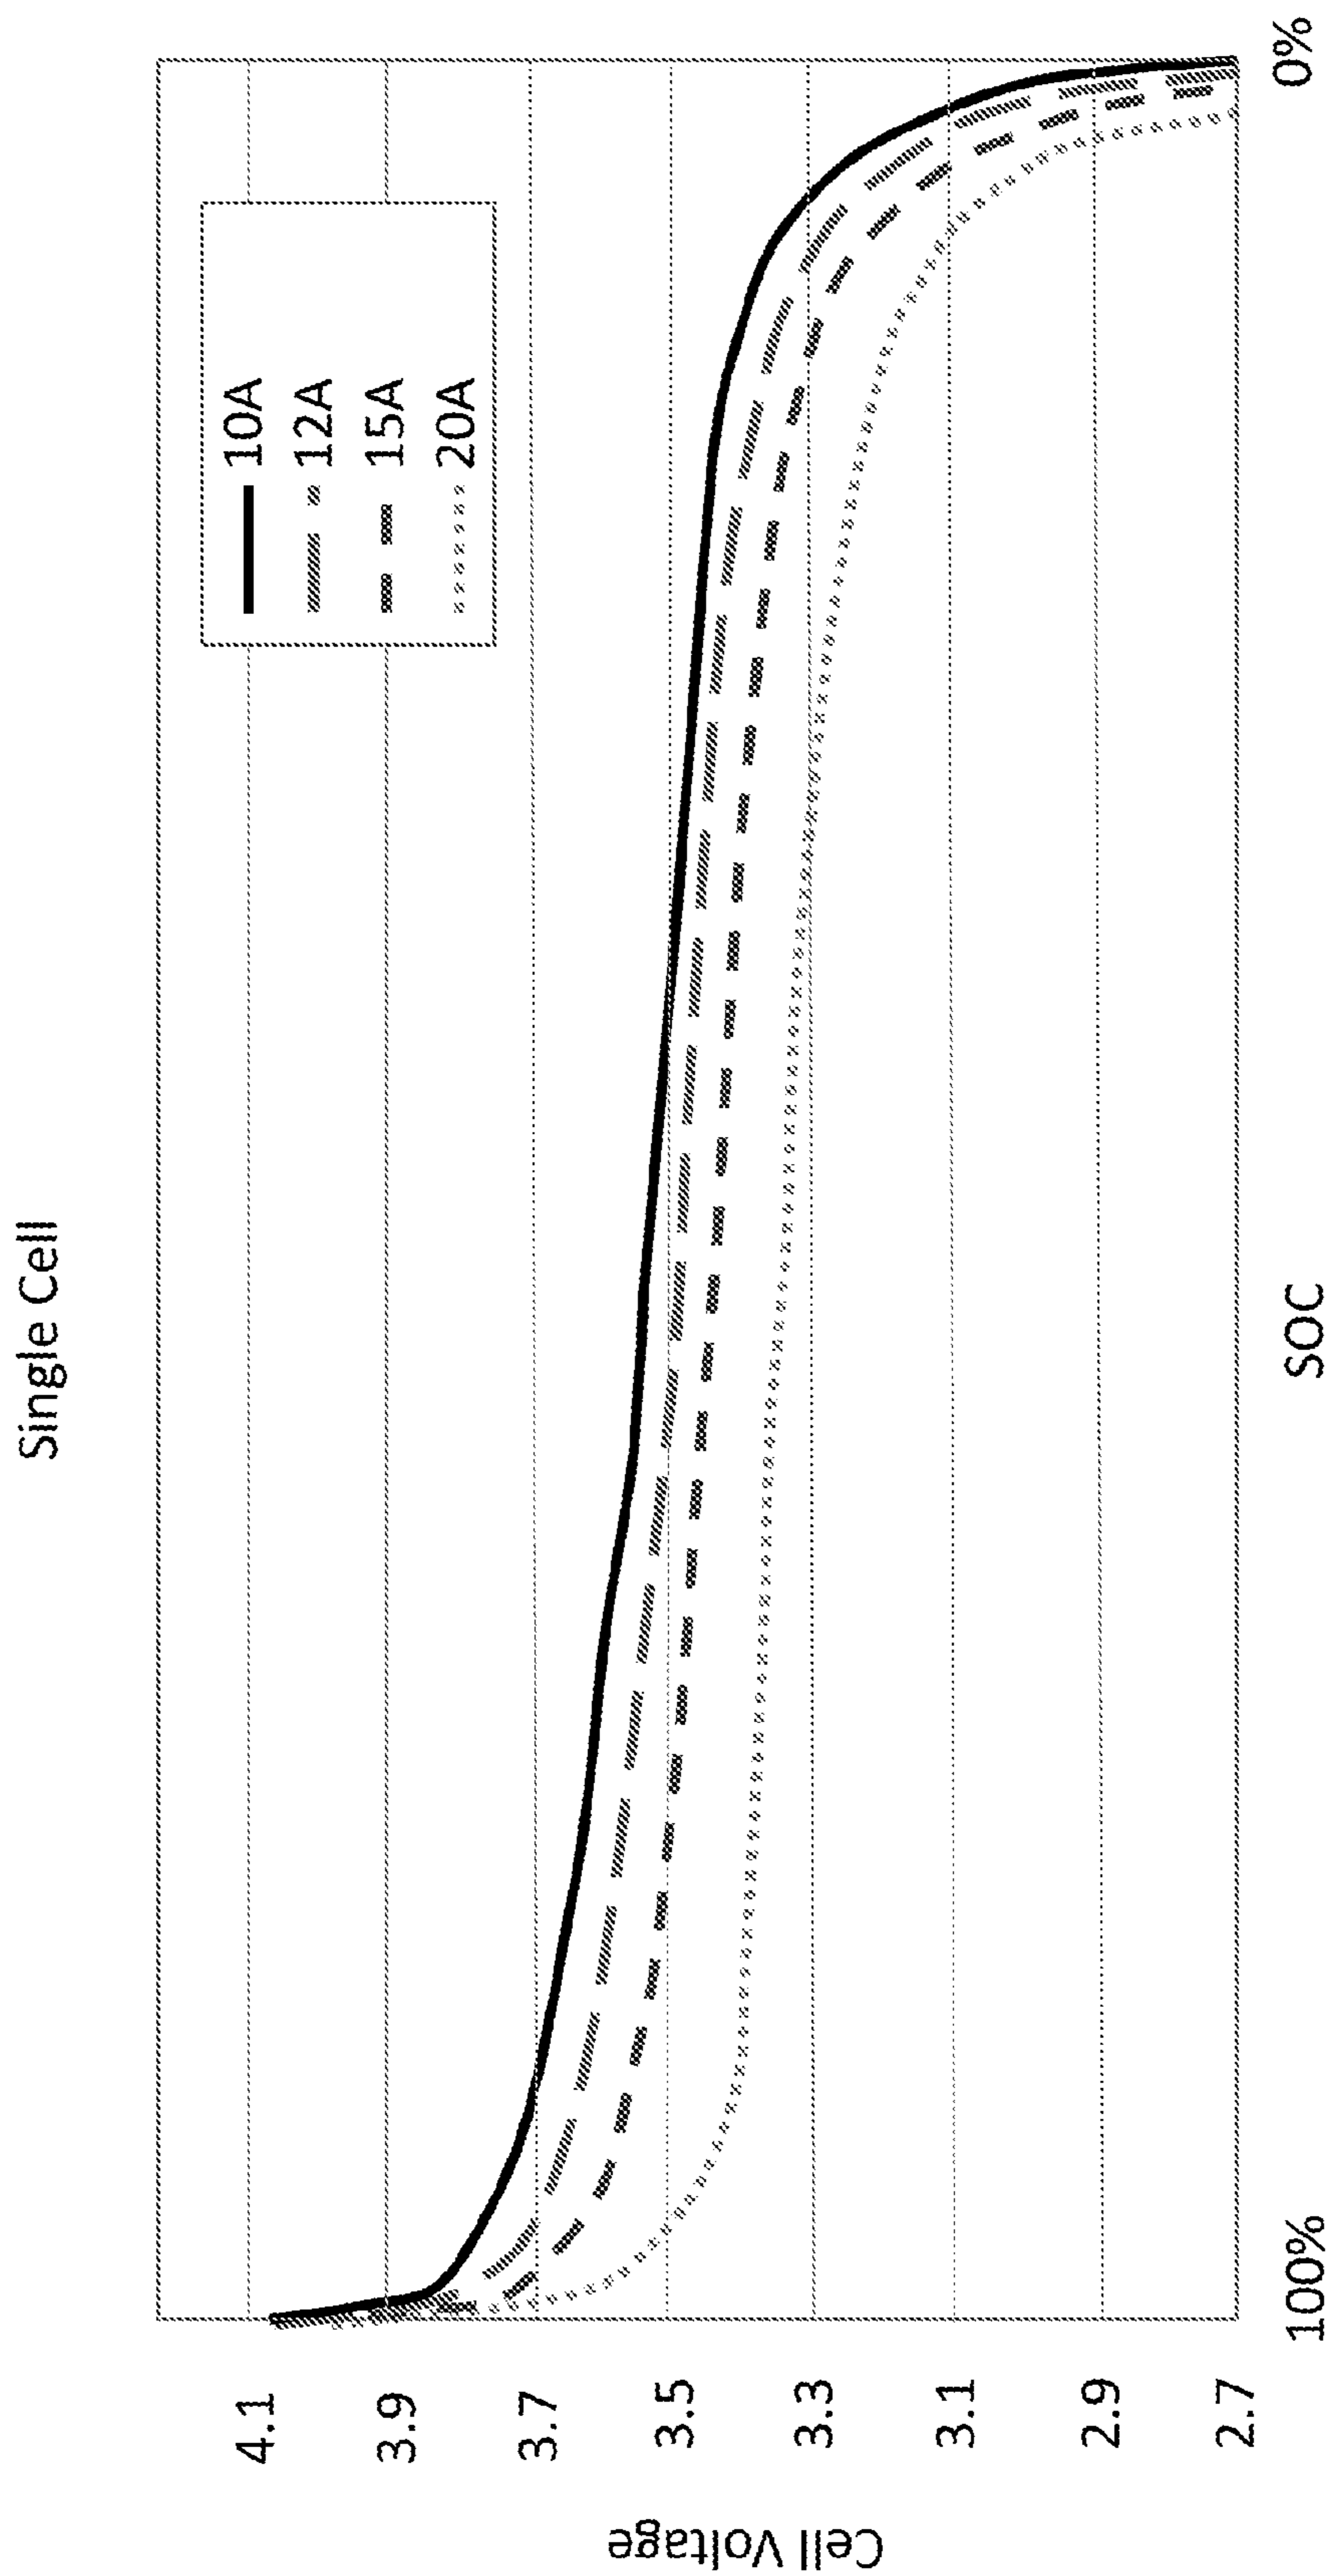 Single Cell
10A
12A
15A
20A
Cell Voltage
4.1
3.9
3.7
3.5
3.3
3.1
2.9
2.7
100%
SOC
0%